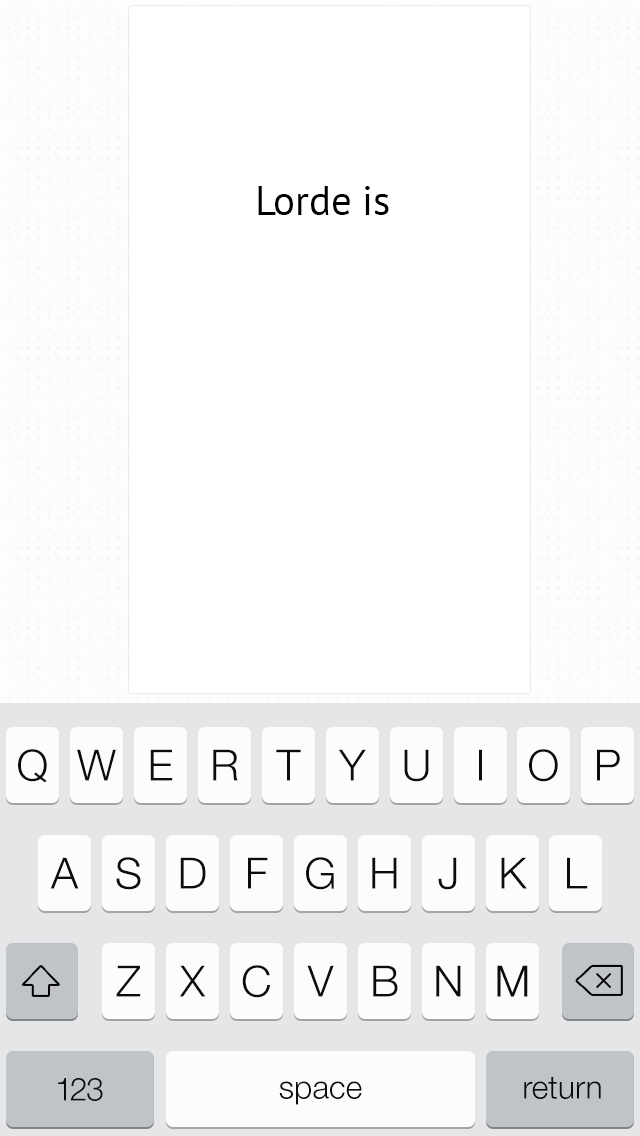 Lorde is
Q W E R T Y U I O P
A S D F G H J K L
Z X C V B N M
123 space return